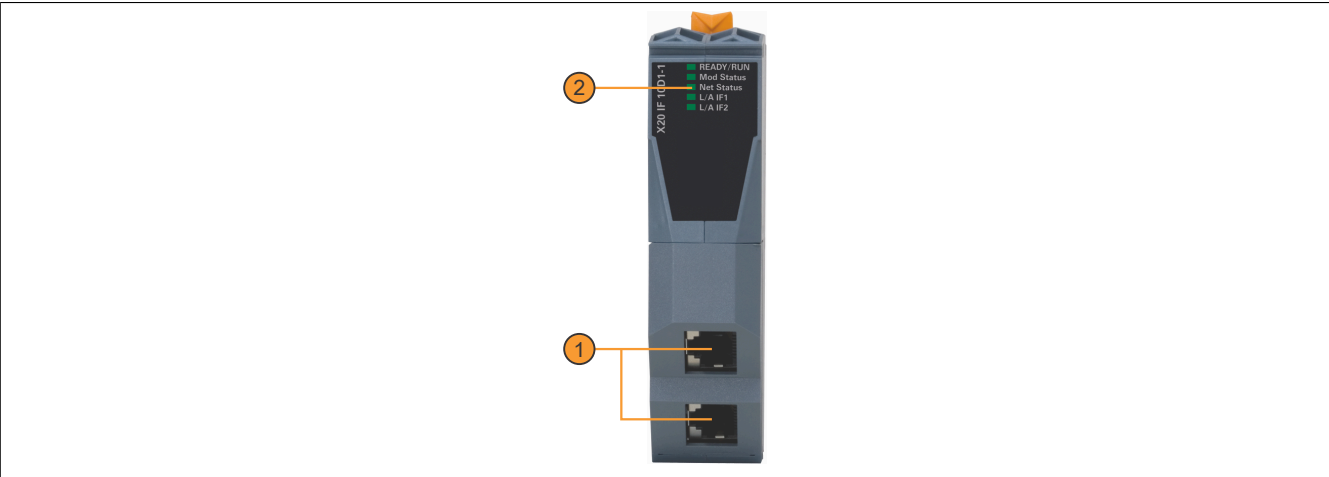 X20 IF 10D1-1
READY/RUN
Mod Status
Net Status
L/A IF1
L/A IF2
2
1